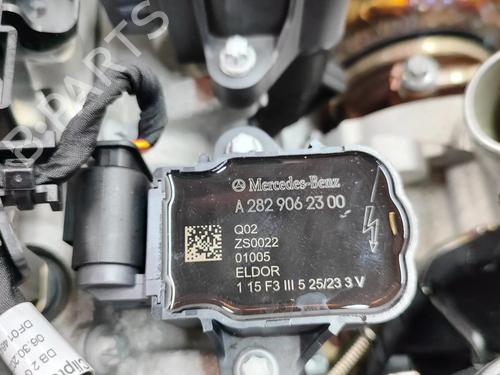 Mercedes-Benz
A 282 906 23 00
Q02
ZS0022
01005
ELDOR
1 15 F3 III 5 25/23 3 V